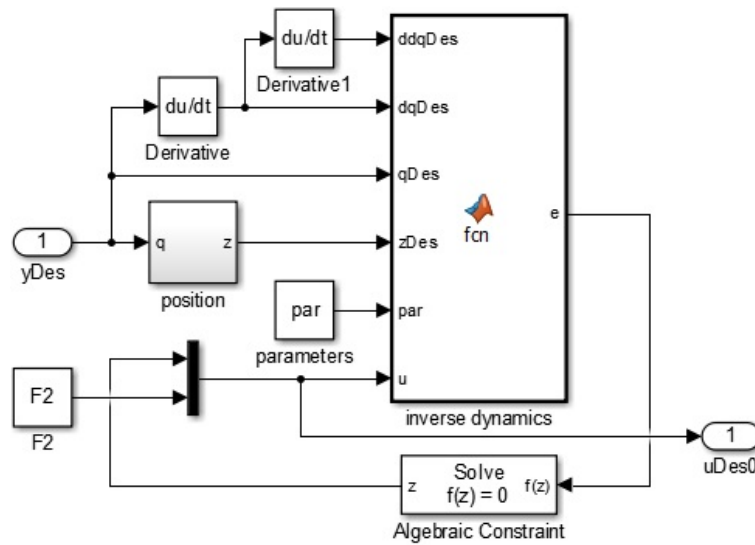 du/dt
ddqDes
Derivative1
du/dt
dqDes
Derivative
qDes
fcn
e
1
q
z
zDes
yDes
position
par
par
parameters
F2
u
F2
inverse dynamics
1
uDes0
z
Solve
f(z) = 0
f(z)
Algebraic Constraint